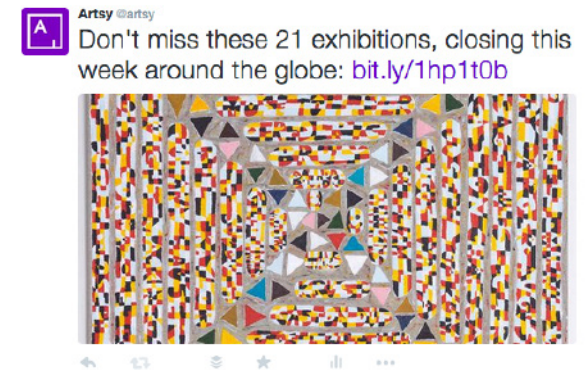 A
Artsy @artsy
Don't miss these 21 exhibitions, closing this
week around the globe: bit.ly/1hp1t0b